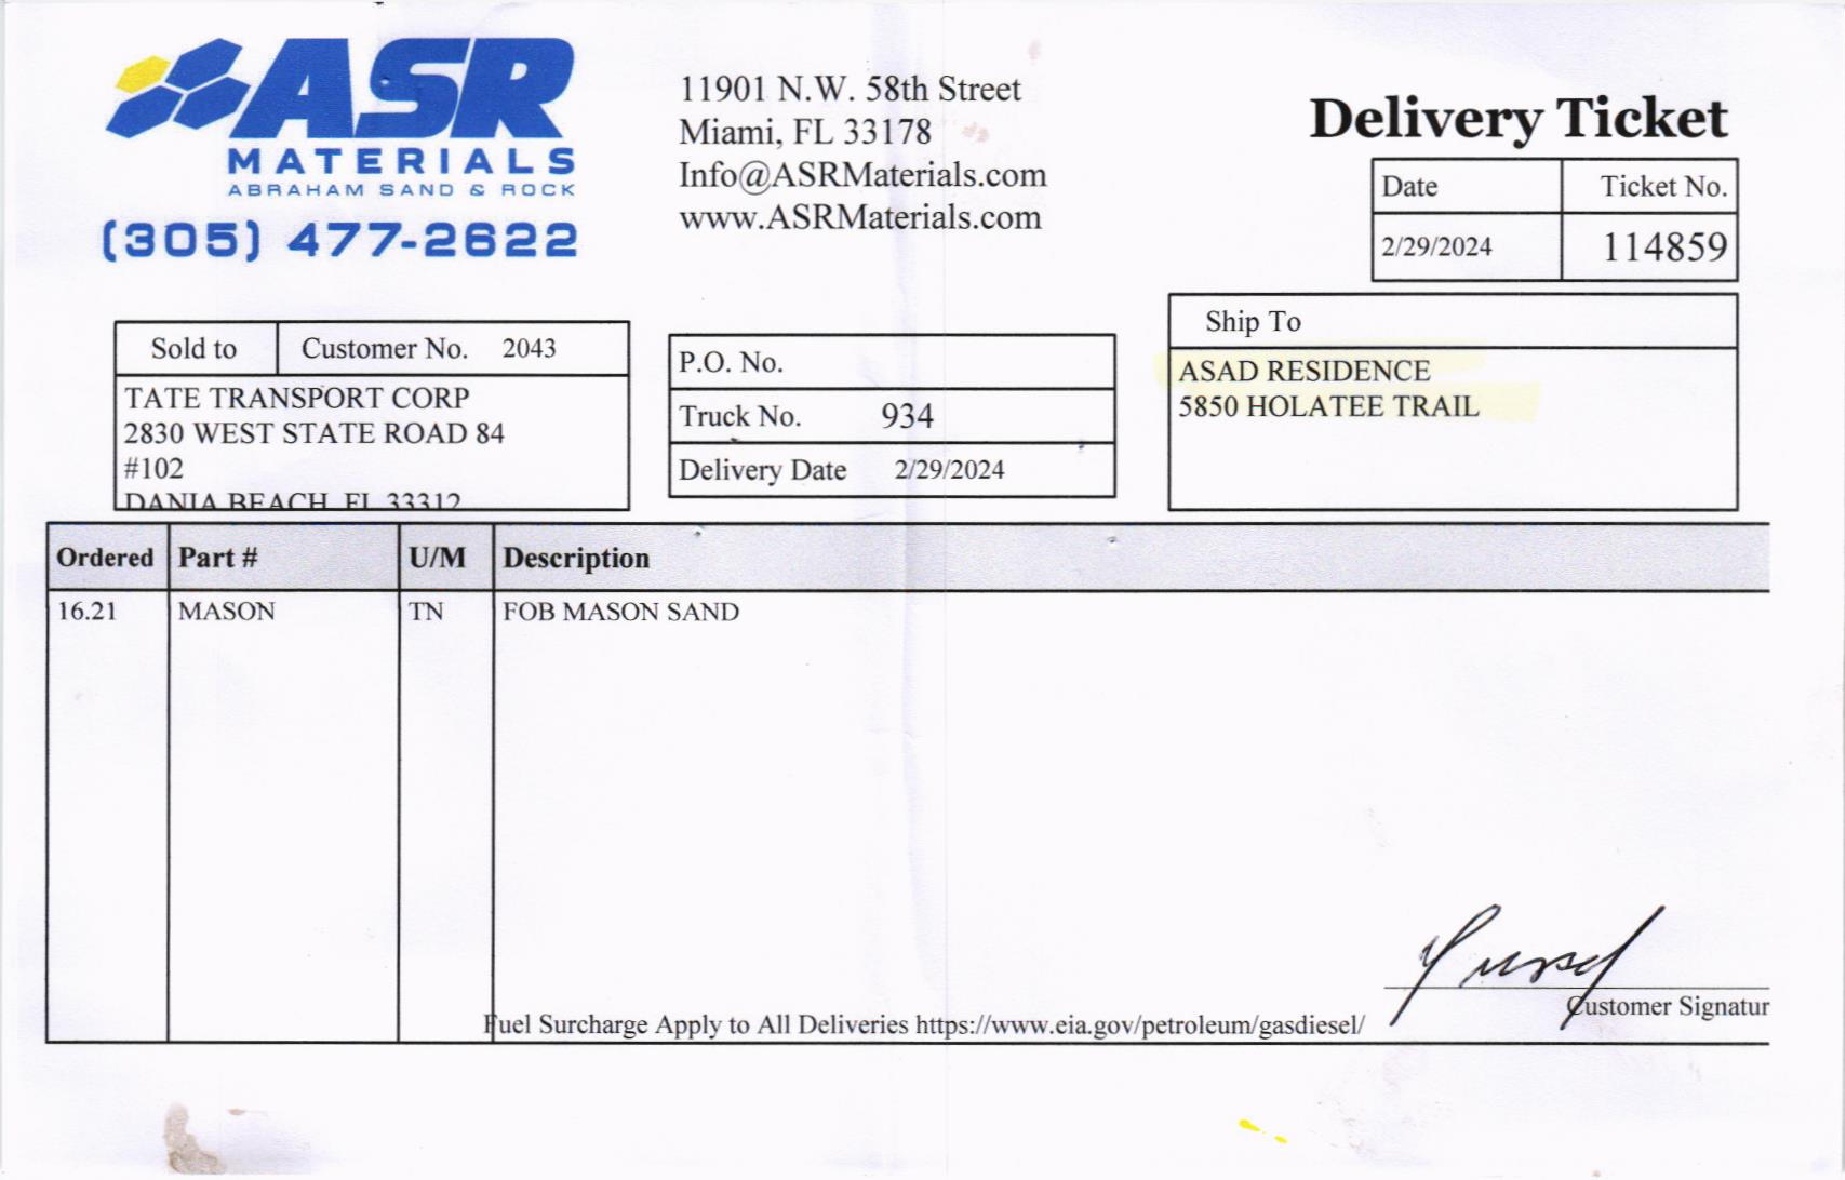 ASR
MATERIALS
ABRAHAM SAND & ROCK
(305) 477-2622
11901 N.W. 58th Street
Miami, FL 33178
Info@ASRMaterials.com
www.ASRMaterials.com
Delivery Ticket
Date Ticket No.
2/29/2024 114859
Sold to Customer No. 2043
TATE TRANSPORT CORP
2830 WEST STATE ROAD 84
#102
DANIA BEACH, FL 33312
P.O. No.
Truck No. 934
Delivery Date 2/29/2024
Ship To
ASAD RESIDENCE
5850 HOLATEE TRAIL
Ordered Part # U/M Description
16.21 MASON TN FOB MASON SAND
Customer Signatur
Fuel Surcharge Apply to All Deliveries https://www.eia.gov/petroleum/gasdiesel/